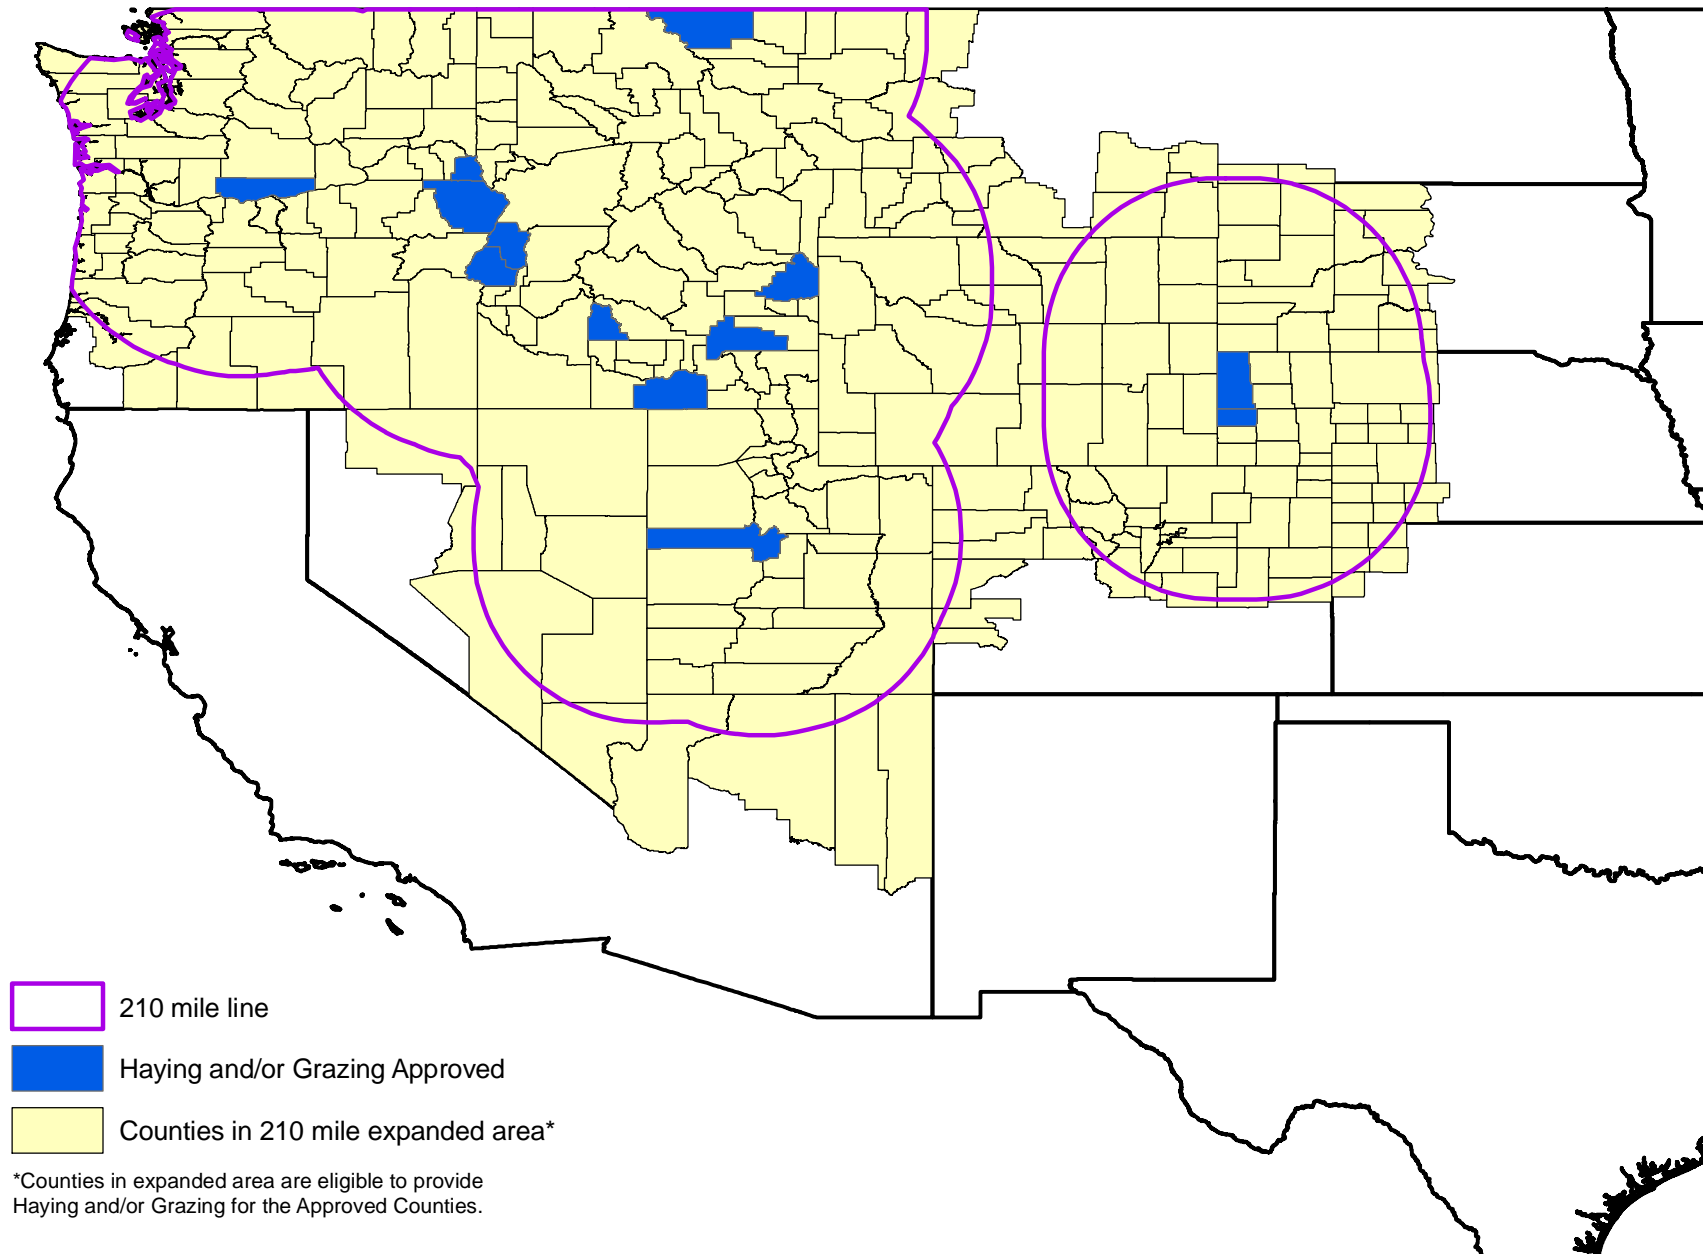 210 mile line
Haying and/or Grazing Approved
Counties in 210 mile expanded area*
*Counties in expanded area are eligible to provide
Haying and/or Grazing for the Approved Counties.